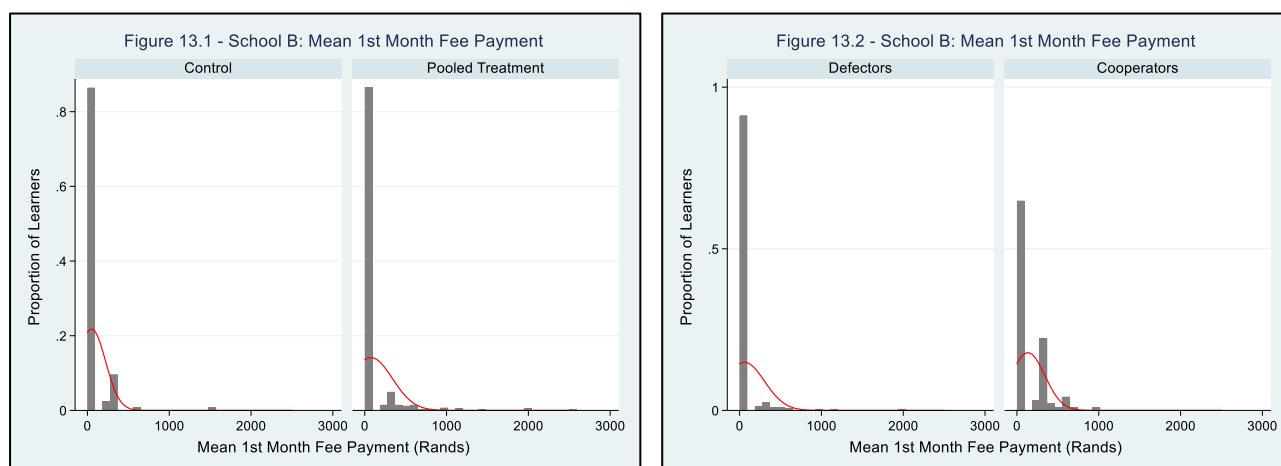 Figure 13.1 - School B: Mean 1st Month Fee Payment
Control
Pooled Treatment
Proportion of Learners
.8
.6
.4
.2
0
0 1000 2000 3000
0 1000 2000 3000
Mean 1st Month Fee Payment (Rands)
Figure 13.2 - School B: Mean 1st Month Fee Payment
Defectors
Cooperators
Proportion of Learners
1
.5
0
0 1000 2000 3000
0 1000 2000 3000
Mean 1st Month Fee Payment (Rands)